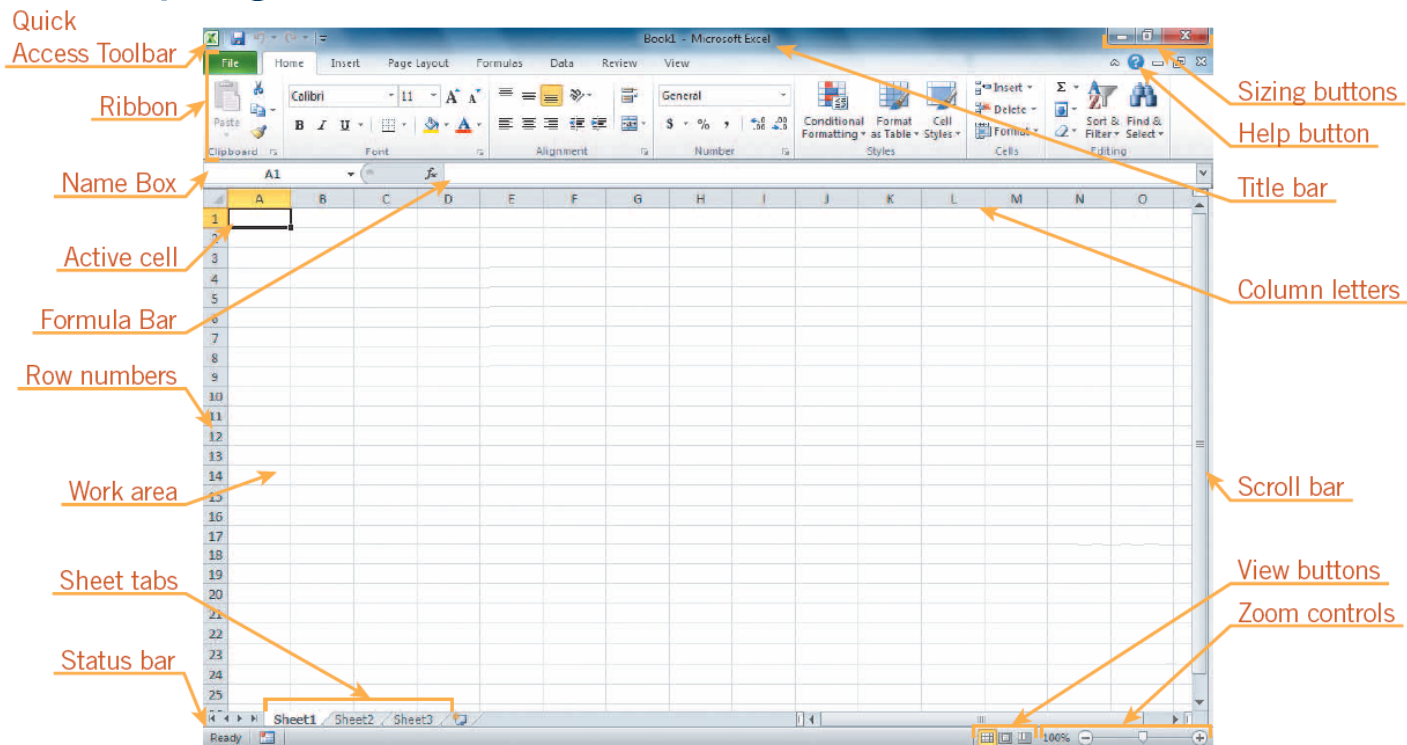 Quick
Access Toolbar
Ribbon
Name Box
Active cell
Formula Bar
Row numbers
Work area
Sheet tabs
Status bar
Book1 - Microsoft Excel
File Home Insert Page Layout Formulas Data Review View
Calibri 11 A A General Insert Σ
Paste Delete
B I U A $ % , .00 .0 Conditional Format Cell Format Sort & Find &
Formatting as Table Styles Filter Select
Clipboard Font Alignment Number Styles Cells Editing
A1 fx
A B C D E F G H I J K L M N O
1
2
3
4
5
6
7
8
9
10
11
12
13
14
15
16
17
18
19
20
21
22
23
24
25
Sheet1 Sheet2 Sheet3
Ready 100%
Sizing buttons
Help button
Title bar
Column letters
Scroll bar
View buttons
Zoom controls